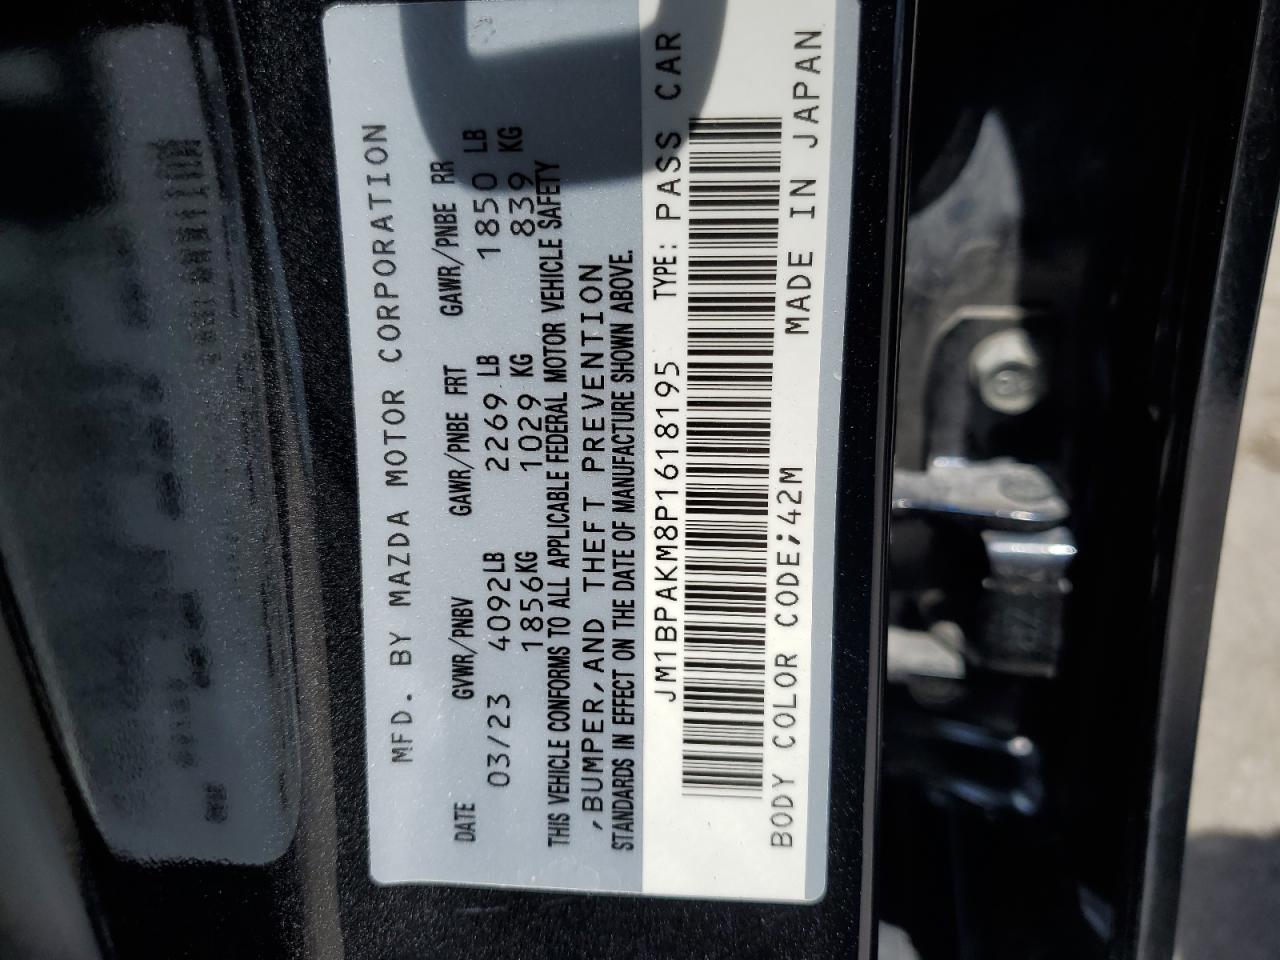 MFD. BY MAZDA MOTOR CORPORATION
DATE GVWR/PNBV GAWR/PNBE FRT GAWR/PNBE RR
03/23 4092LB 2269 LB 1850 LB
1856KG 1029 KG 839 KG
THIS VEHICLE CONFORMS TO ALL APPLICABLE FEDERAL MOTOR VEHICLE SAFETY
,BUMPER,AND THEFT PREVENTION
STANDARDS IN EFFECT ON THE DATE OF MANUFACTURE SHOWN ABOVE.
JM1BPAKM8P1618195 TYPE: PASS CAR
BODY COLOR CODE;42M MADE IN JAPAN